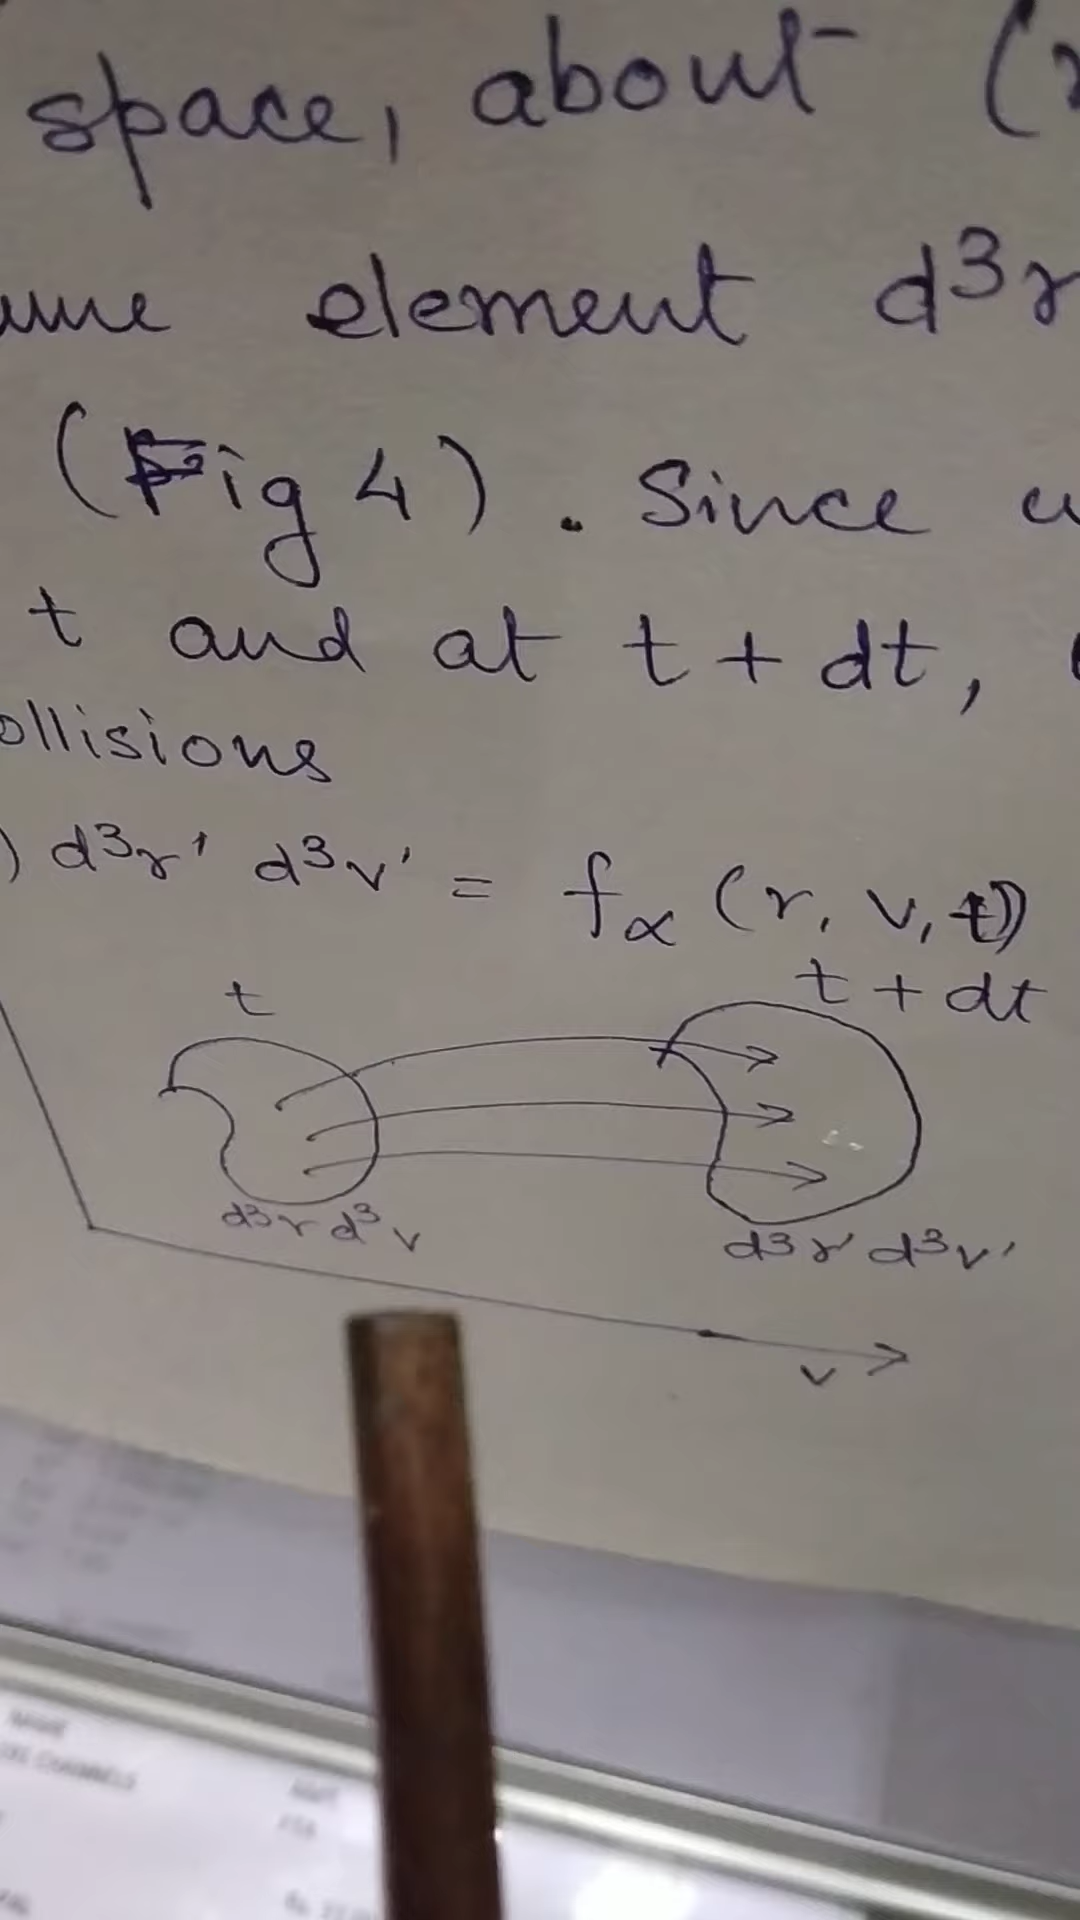 space, about (
element d³r
(Fig 4). Since
t and at t + dt,
ollisions
) d³r' d³v' = fα (r, v, t)
t
t + dt
d³r d³v
d³r' d³v'
v